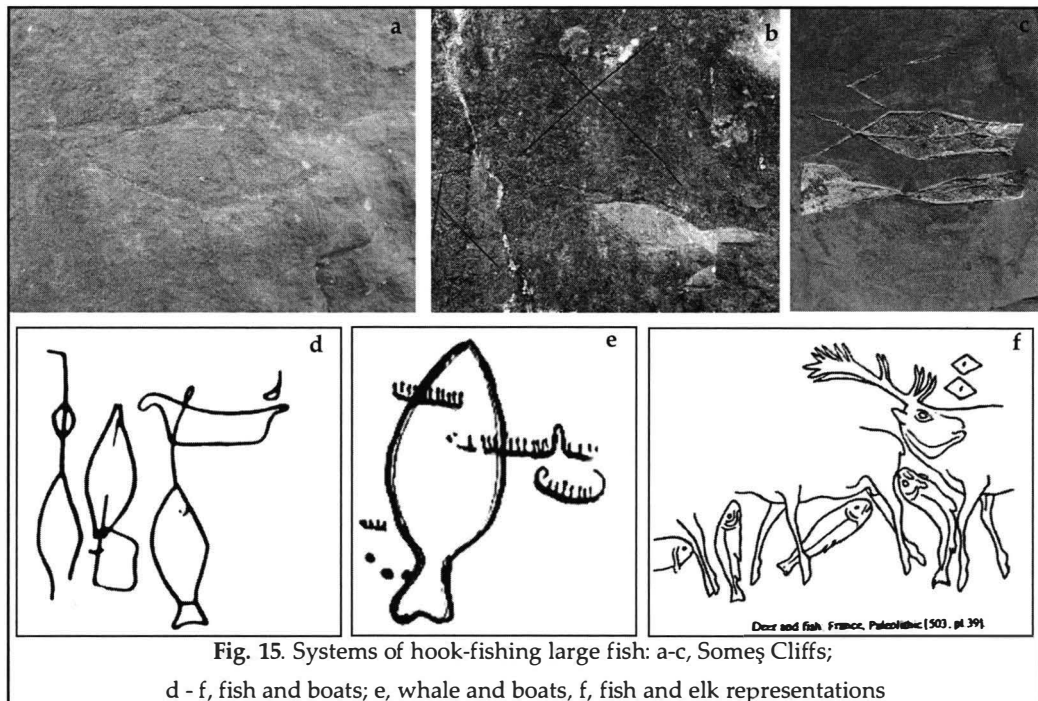 a
b
c
d
e
f
Deer and fish. France, Paleolithic [503, pl 39].
Fig. 15. Systems of hook-fishing large fish: a-c, Someş Cliffs;
d - f, fish and boats; e, whale and boats, f, fish and elk representations